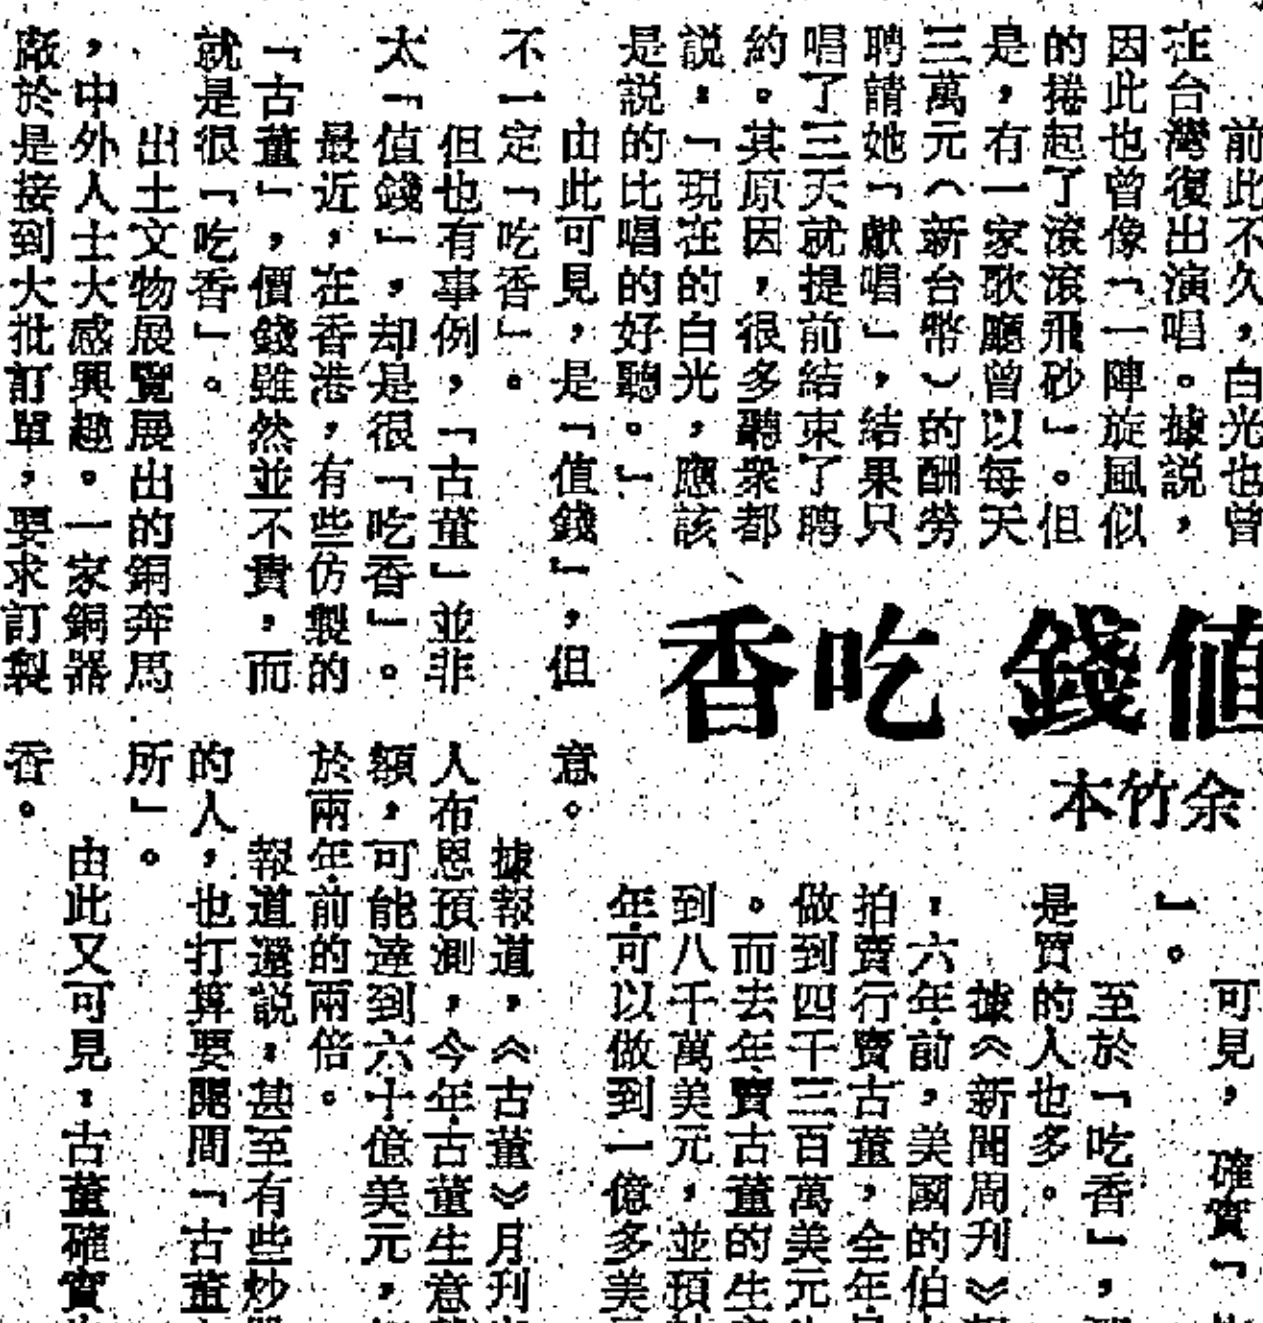 前此不久，白光也曾
在台灣復出演唱。據説，
因此也曾像「一陣旋風似
的捲起了滾滾飛砂」。但
是，有一家歌廳曾以每天
三萬元（新台幣）的酬勞
聘請她「獻唱」，結果只
唱了三天就提前結束了聘
約。其原因，很多聽衆都
説：「現在的白光，應該
是説的比唱的好聽。」
由此可見，是「值錢」，但
不一定「吃香」。
但也有事例，「古董」並非
太「值錢」，却是很「吃香」。
最近，在香港，有些仿製的
「古董」，價錢雖然並不貴，而
就是很「吃香」。
出土文物展覽展出的銅奔馬
，中外人士大感興趣。一家銅器
廠於是接到大批訂單，要求訂製
值錢 吃香
余竹本
可見，確實「
」。
至於「吃香」，
是買的人也多。
據《新聞周刊》
：六年前，美國的伯
拍賣行賣古董，全年
做到四千三百萬美元
。而去年賣古董的生
到八千萬美元，並預
年可以做到一億多美
意。
據報道，《古董》月刊
人布恩預測，今年古董生意
額，可能達到六十億美元，
於兩年前的兩倍。
報道還説：甚至有些炒
的人，也打算要開間「古董
所」。
由此又可見：古董確實
香。